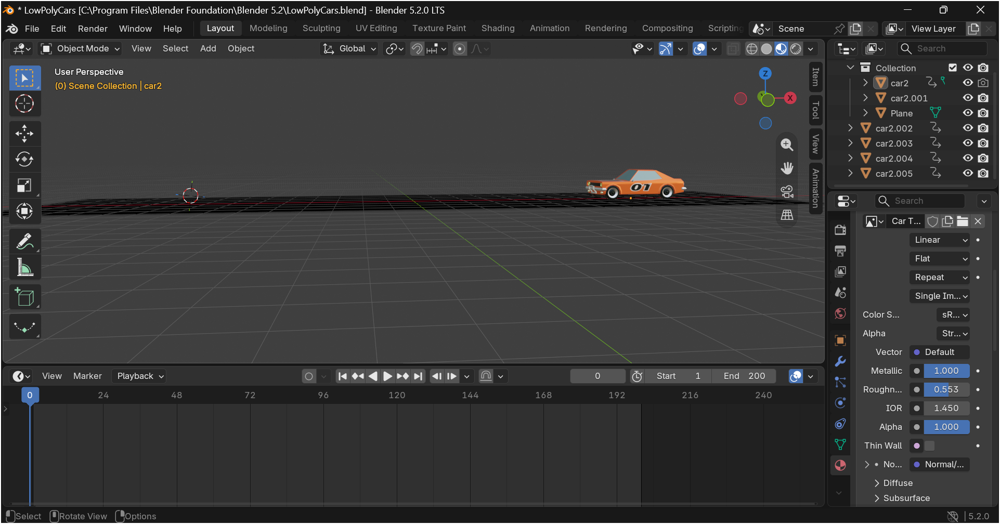 * LowPolyCars [C:\Program Files\Blender Foundation\Blender 5.2\LowPolyCars.blend] - Blender 5.2.0 LTS
File Edit Render Window Help Layout Modeling Sculpting UV Editing Texture Paint Shading Animation Rendering Compositing Scripting Scene View Layer
Object Mode View Select Add Object Global Search
User Perspective
(0) Scene Collection | car2
Z
X
Y
Item
Tool
View
Animation
01
Collection
car2
car2.001
Plane
car2.002
car2.003
car2.004
car2.005
Search
Car T...
Linear
Flat
Repeat
Single Im...
Color S... sR...
Alpha Str...
Vector Default
Metallic 1.000
Roughn... 0.553
IOR 1.450
Alpha 1.000
Thin Wall
No... Normal/...
Diffuse
Subsurface
View Marker Playback 0 Start 1 End 200
0 24 48 72 96 120 144 168 192 216 240
Select Rotate View Options 5.2.0